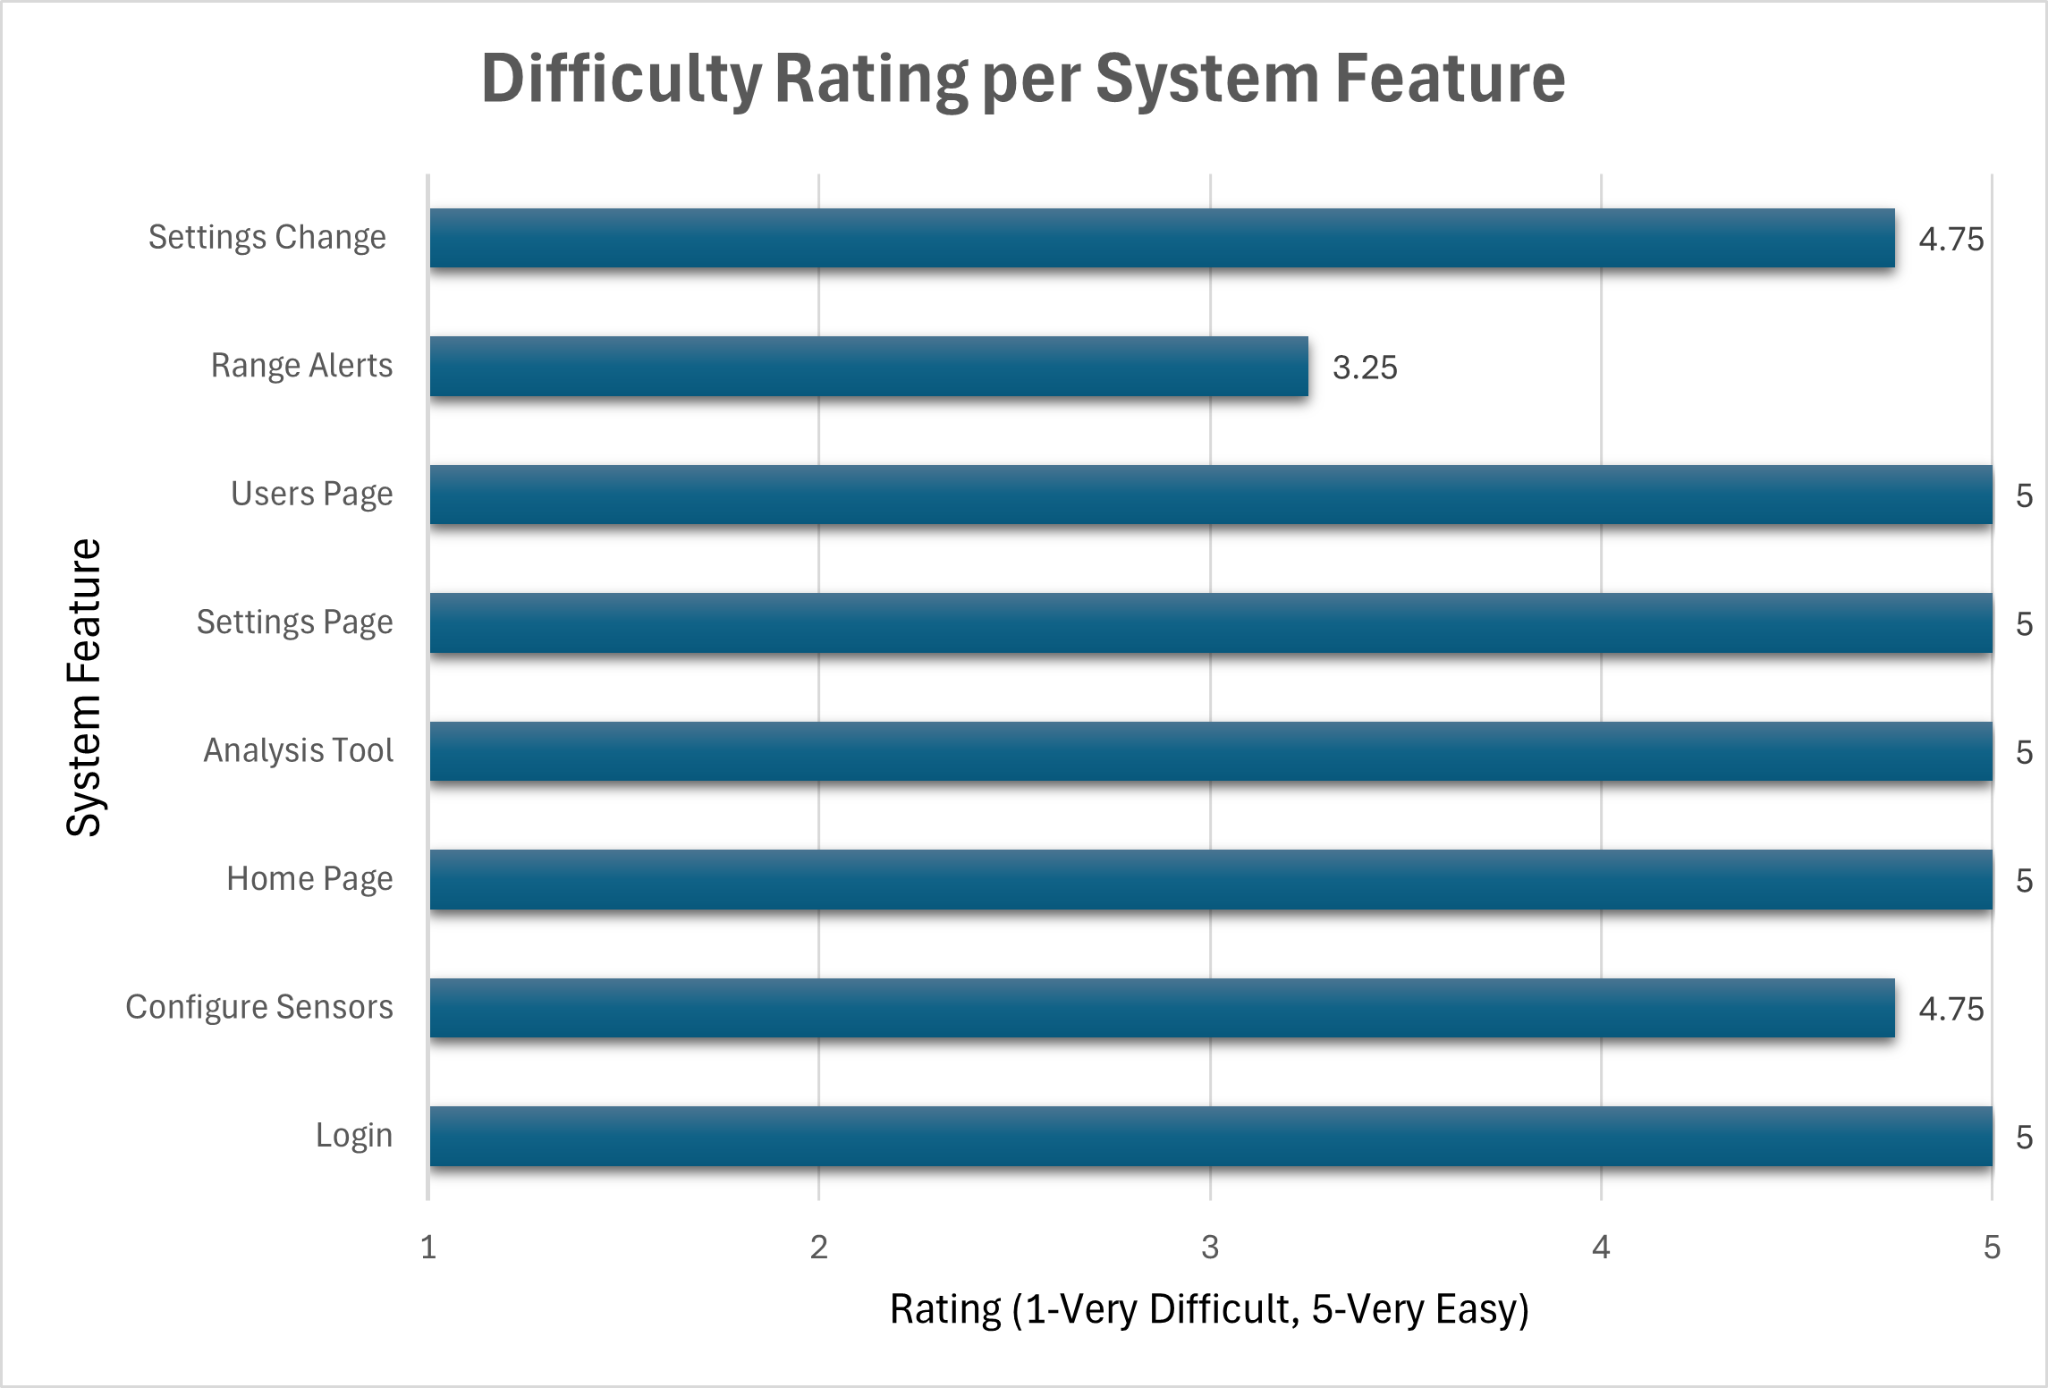 Difficulty Rating per System Feature
System Feature
Settings Change
4.75
Range Alerts
3.25
Users Page
5
Settings Page
5
Analysis Tool
5
Home Page
5
Configure Sensors
4.75
Login
5
1 2 3 4 5
Rating (1-Very Difficult, 5-Very Easy)